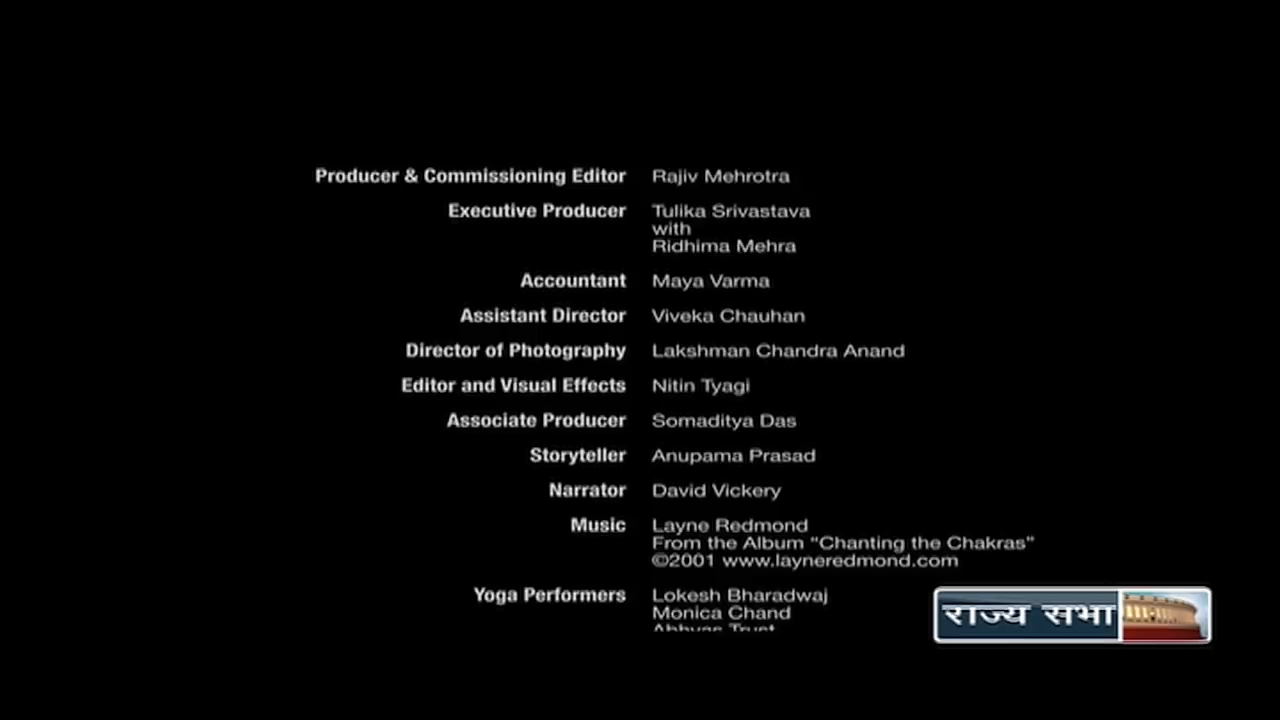 Producer & Commissioning Editor Rajiv Mehrotra
Executive Producer Tulika Srivastava
with
Ridhima Mehra
Accountant Maya Varma
Assistant Director Viveka Chauhan
Director of Photography Lakshman Chandra Anand
Editor and Visual Effects Nitin Tyagi
Associate Producer Somaditya Das
Storyteller Anupama Prasad
Narrator David Vickery
Music Layne Redmond
From the Album "Chanting the Chakras"
©2001 www.layneredmond.com
Yoga Performers Lokesh Bharadwaj
Monica Chand
Abhyas Trust
राज्य सभा